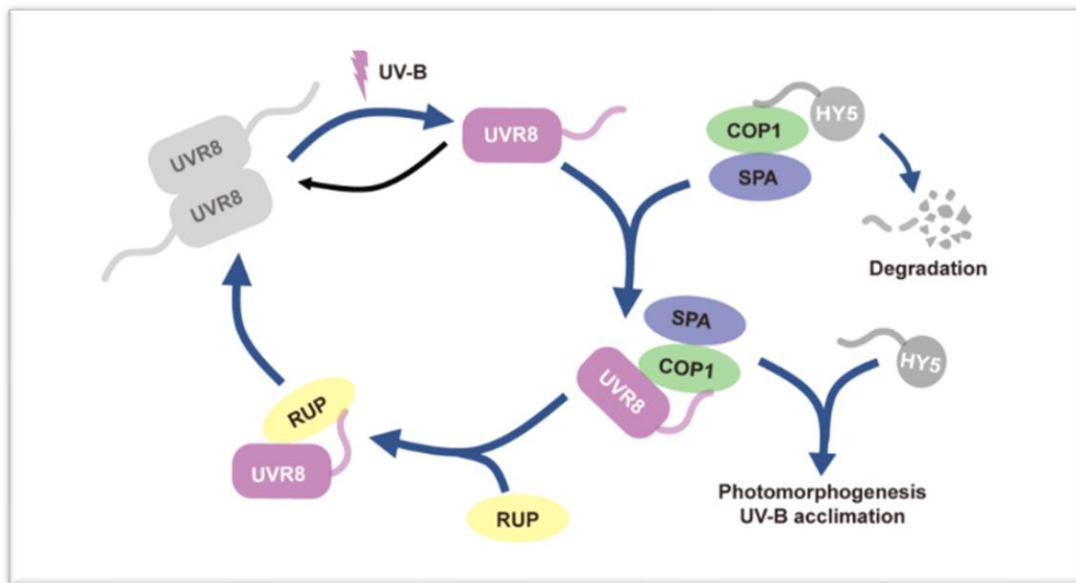 UV-B
UVR8
UVR8
UVR8
COP1
HY5
SPA
Degradation
SPA
COP1
UVR8
HY5
RUP
UVR8
RUP
Photomorphogenesis
UV-B acclimation